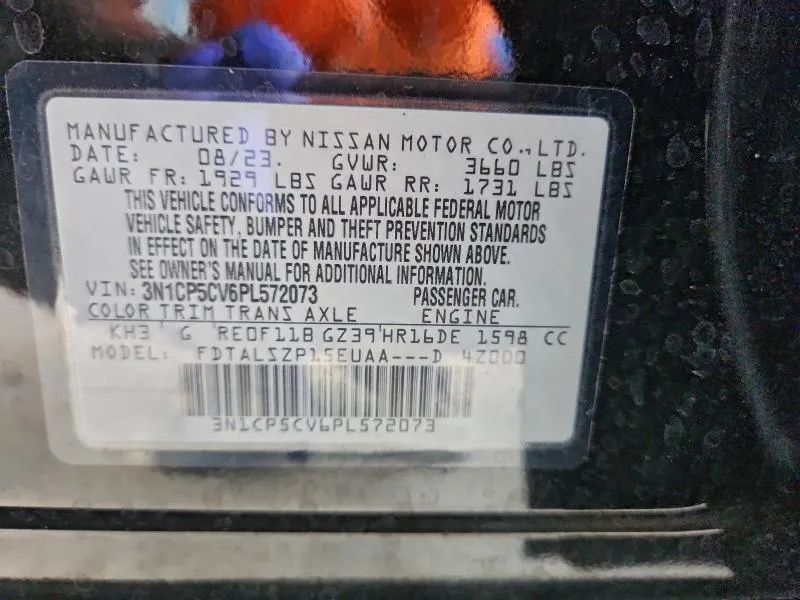 MANUFACTURED BY NISSAN MOTOR CO.,LTD.
DATE: 08/23. GVWR: 3660 LBS
GAWR FR: 1929 LBS GAWR RR: 1731 LBS
THIS VEHICLE CONFORMS TO ALL APPLICABLE FEDERAL MOTOR
VEHICLE SAFETY, BUMPER AND THEFT PREVENTION STANDARDS
IN EFFECT ON THE DATE OF MANUFACTURE SHOWN ABOVE.
SEE OWNER'S MANUAL FOR ADDITIONAL INFORMATION.
VIN: 3N1CP5CV6PL572073 PASSENGER CAR.
COLOR TRIM TRANS AXLE ENGINE
KH3 G RE0F11B GZ39 HR16DE 1598 CC
MODEL: FDTALSZP15EUAA---D 4Z000
3N1CP5CV6PL572073